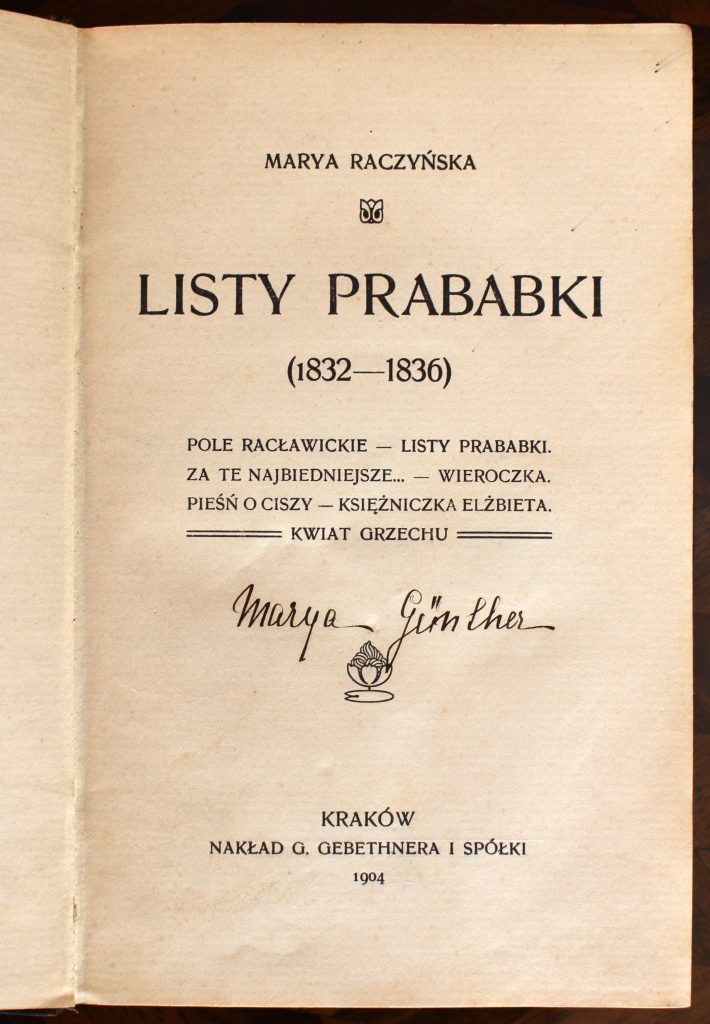 MARYA RACZYŃSKA
LISTY PRABABKI
(1832—1836)
POLE RACŁAWICKIE — LISTY PRABABKI.
ZA TE NAJBIEDNIEJSZE... — WIEROCZKA.
PIEŚŃ O CISZY — KSIĘŻNICZKA ELŻBIETA.
KWIAT GRZECHU
Marya Günther
KRAKÓW
NAKŁAD G. GEBETHNERA I SPÓŁKI
1904